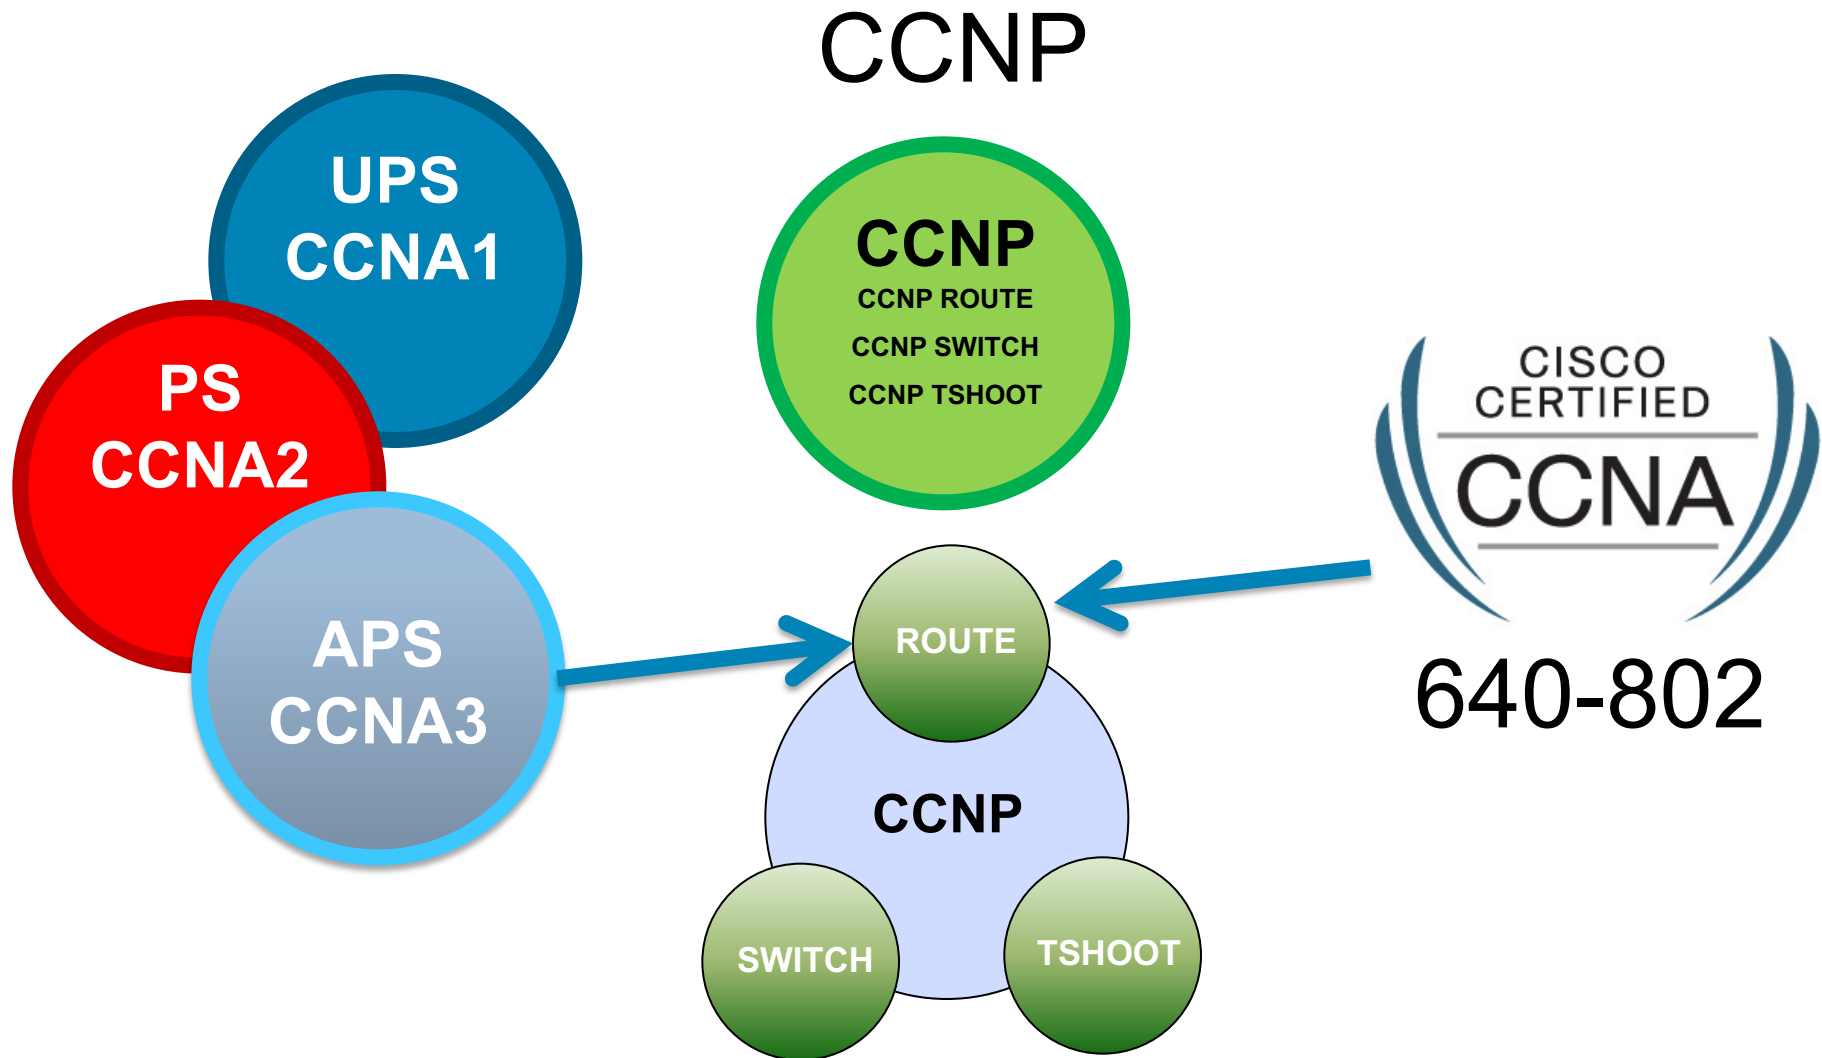 CCNP
UPS
CCNA1
PS
CCNA2
APS
CCNA3
CCNP
CCNP ROUTE
CCNP SWITCH
CCNP TSHOOT
ROUTE
CCNP
SWITCH
TSHOOT
CISCO
CERTIFIED
CCNA
640-802